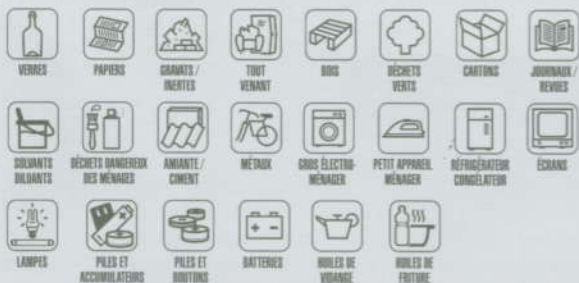 VERRES
PAPIERS
GRAVATS /
INERTES
TOUT
VENANT
BOIS
DÉCHETS
VERTS
CARTONS
JOURNAUX /
REVUES
SOLVANTS
DILUANTS
DÉCHETS DANGEREUX
DES MÉNAGES
AMIANTE /
CIMENT
MÉTAUX
GROS ÉLECTRO-
MÉNAGER
PETIT APPAREIL
MÉNAGER
RÉFRIGÉRATEUR
CONGÉLATEUR
ÉCRANS
LAMPES
PILES ET
ACCUMULATEURS
PILES ET
BOUTONS
BATTERIES
HUILES DE
VIDANGE
HUILES DE
FRITURE